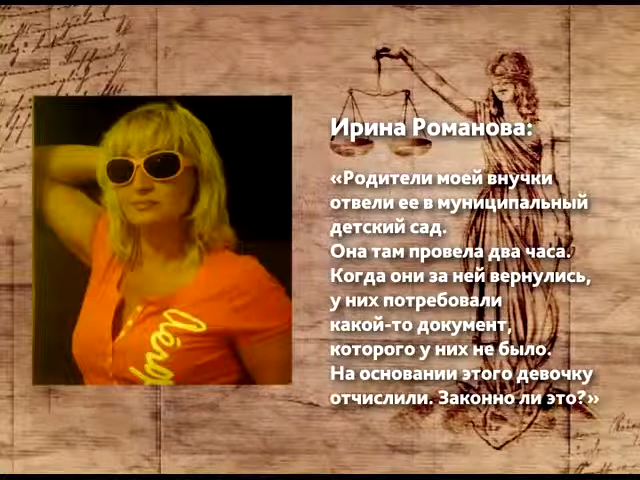 Ирина Романова:
«Родители моей внучки
отвели ее в муниципальный
детский сад.
Она там провела два часа.
Когда они за ней вернулись,
у них потребовали
какой-то документ,
которого у них не было.
На основании этого девочку
отчислили. Законно ли это?»